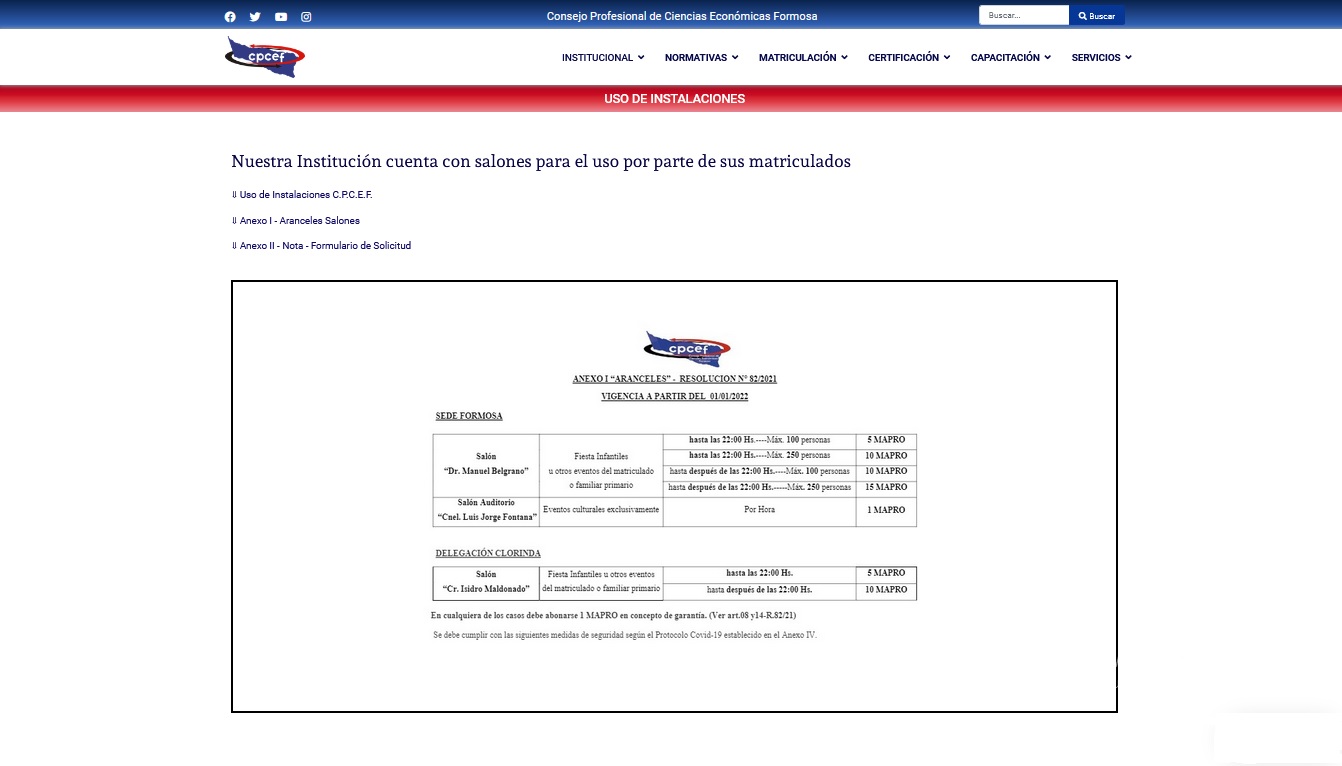 Consejo Profesional de Ciencias Económicas Formosa
Buscar...
Buscar
cpcef
INSTITUCIONAL
NORMATIVAS
MATRICULACIÓN
CERTIFICACIÓN
CAPACITACIÓN
SERVICIOS
USO DE INSTALACIONES
Nuestra Institución cuenta con salones para el uso por parte de sus matriculados
⇓ Uso de Instalaciones C.P.C.E.F.
⇓ Anexo I - Aranceles Salones
⇓ Anexo II - Nota - Formulario de Solicitud
cpcef
ANEXO I “ARANCELES” - RESOLUCION Nº 82/2021
VIGENCIA A PARTIR DEL 01/01/2022
SEDE FORMOSA
Salón
“Dr. Manuel Belgrano”
Fiesta Infantiles
u otros eventos del matriculado
o familiar primario
hasta las 22:00 Hs.----Máx. 100 personas
5 MAPRO
hasta las 22:00 Hs.----Máx. 250 personas
10 MAPRO
hasta después de las 22:00 Hs.----Máx. 100 personas
10 MAPRO
hasta después de las 22:00 Hs.-----Máx. 250 personas
15 MAPRO
Salón Auditorio
“Cnel. Luis Jorge Fontana”
Eventos culturales exclusivamente
Por Hora
1 MAPRO
DELEGACIÓN CLORINDA
Salón
“Cr. Isidro Maldonado”
Fiesta Infantiles u otros eventos
del matriculado o familiar primario
hasta las 22:00 Hs.
5 MAPRO
hasta después de las 22:00 Hs.
10 MAPRO
En cualquiera de los casos debe abonarse 1 MAPRO en concepto de garantía. (Ver art.08 y14-R.82/21)
Se debe cumplir con las siguientes medidas de seguridad según el Protocolo Covid-19 establecido en el Anexo IV.